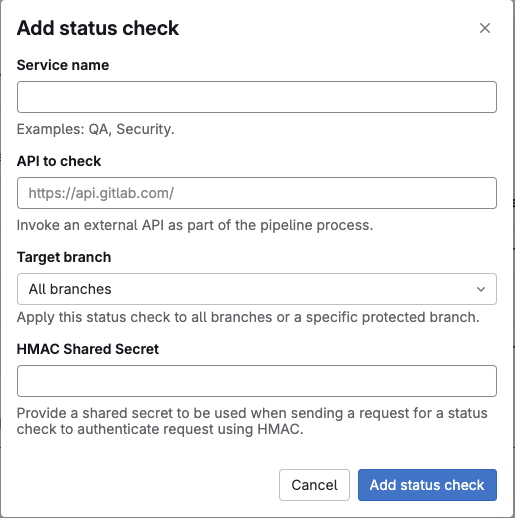 Add status check
Service name
Examples: QA, Security.
API to check
https://api.gitlab.com/
Invoke an external API as part of the pipeline process.
Target branch
All branches
Apply this status check to all branches or a specific protected branch.
HMAC Shared Secret
Provide a shared secret to be used when sending a request for a status
check to authenticate request using HMAC.
Cancel
Add status check